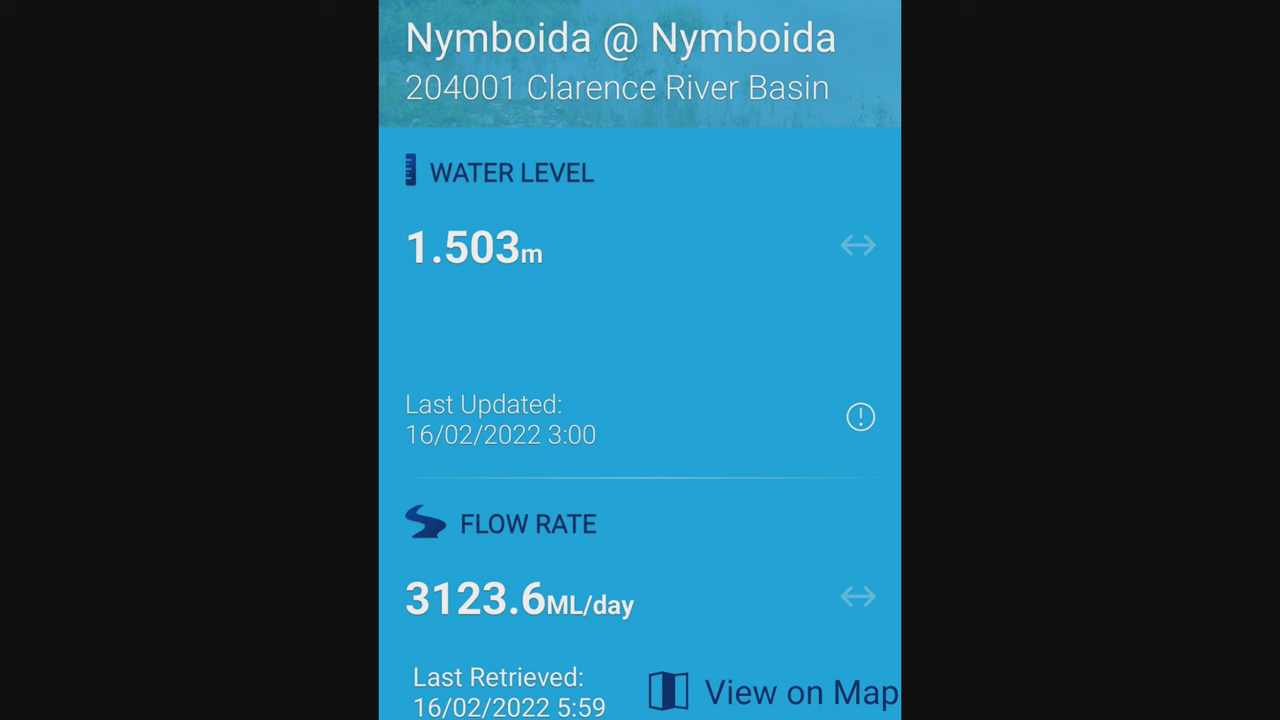 Nymboida @ Nymboida
204001 Clarence River Basin
WATER LEVEL
1.503m
Last Updated:
16/02/2022 3:00
FLOW RATE
3123.6ML/day
Last Retrieved:
16/02/2022 5:59
View on Map